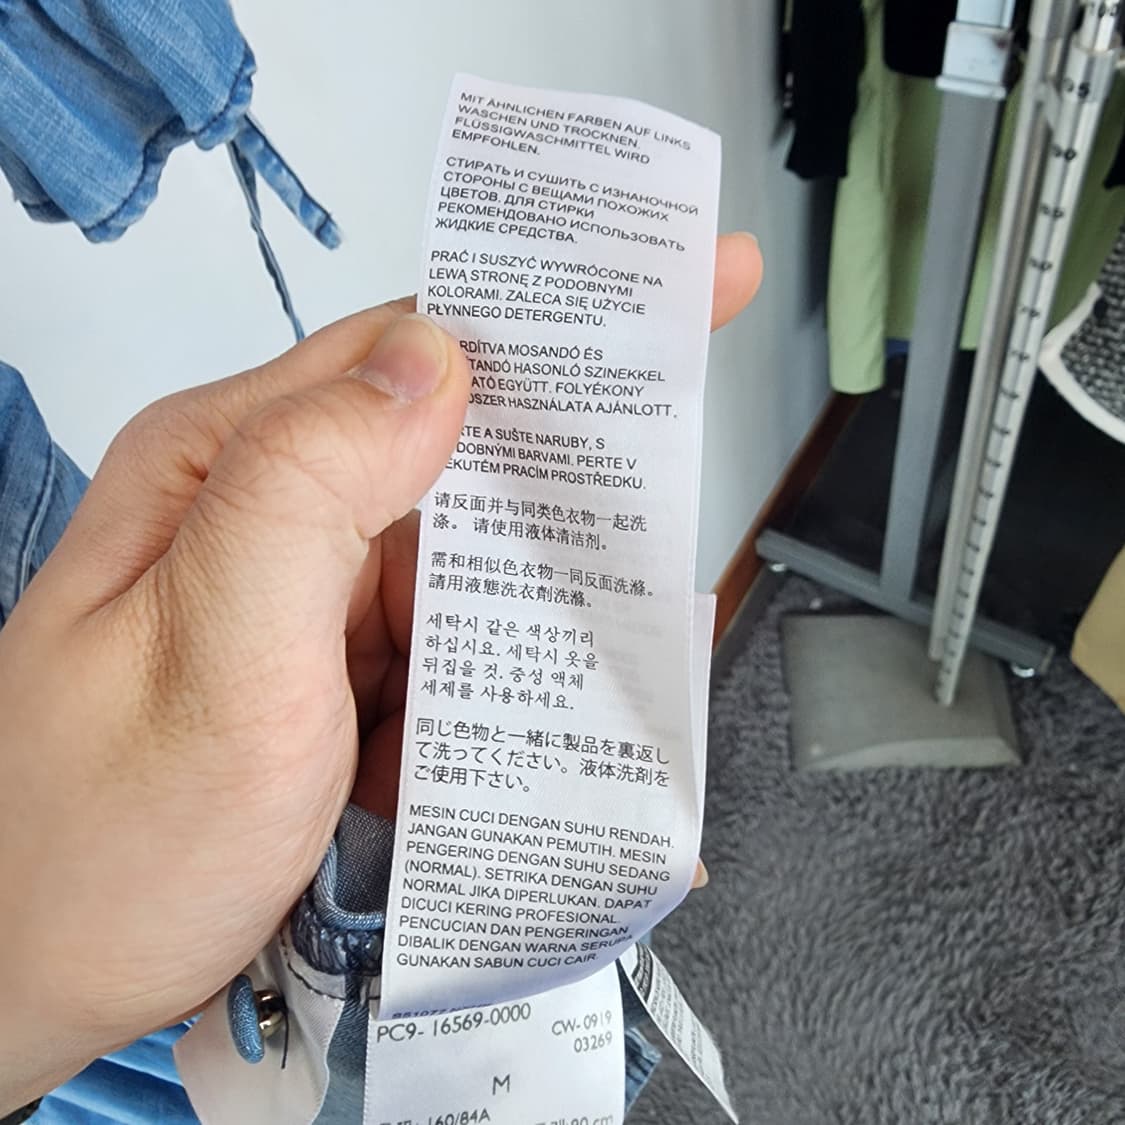 MIT ÄHNLICHEN FARBEN AUF LINKS
WASCHEN UND TROCKNEN.
FLÜSSIGWASCHMITTEL WIRD
EMPFOHLEN.
СТИРАТЬ И СУШИТЬ С ИЗНАНОЧНОЙ
СТОРОНЫ С ВЕЩАМИ ПОХОЖИХ
ЦВЕТОВ. ДЛЯ СТИРКИ
РЕКОМЕНДОВАНО ИСПОЛЬЗОВАТЬ
ЖИДКИЕ СРЕДСТВА.
PRAĆ I SUSZYĆ WYWRÓCONE NA
LEWĄ STRONĘ Z PODOBNYMI
KOLORAMI. ZALECA SIĘ UŻYCIE
PŁYNNEGO DETERGENTU.
RDÍTVA MOSANDÓ ÉS
ÍTANDÓ HASONLÓ SZINEKKEL
ATÓ EGYÜTT. FOLYÉKONY
OSZER HASZNÁLATA AJÁNLOTT.
RTE A SUŠTE NARUBY, S
DOBNÝMI BARVAMI. PERTE V
EKUTÉM PRACÍM PROSTŘEDKU.
请反面并与同类色衣物一起洗
涤。 请使用液体清洁剂。
需和相似色衣物一同反面洗滌。
請用液態洗衣劑洗滌。
세탁시 같은 색상끼리
하십시요. 세탁시 옷을
뒤집을 것. 중성 액체
세제를 사용하세요.
同じ色物と一緒に製品を裏返し
て洗ってください。液体洗剤を
ご使用下さい。
MESIN CUCI DENGAN SUHU RENDAH.
JANGAN GUNAKAN PEMUTIH. MESIN
PENGERING DENGAN SUHU SEDANG
(NORMAL). SETRIKA DENGAN SUHU
NORMAL JIKA DIPERLUKAN. DAPAT
DICUCI KERING PROFESIONAL.
PENCUCIAN DAN PENGERINGAN
DIBALIK DENGAN WARNA SERUPA
GUNAKAN SABUN CUCI CAIR.
PC9- 16569-0000
CW- 0919
03269
M
160/84A